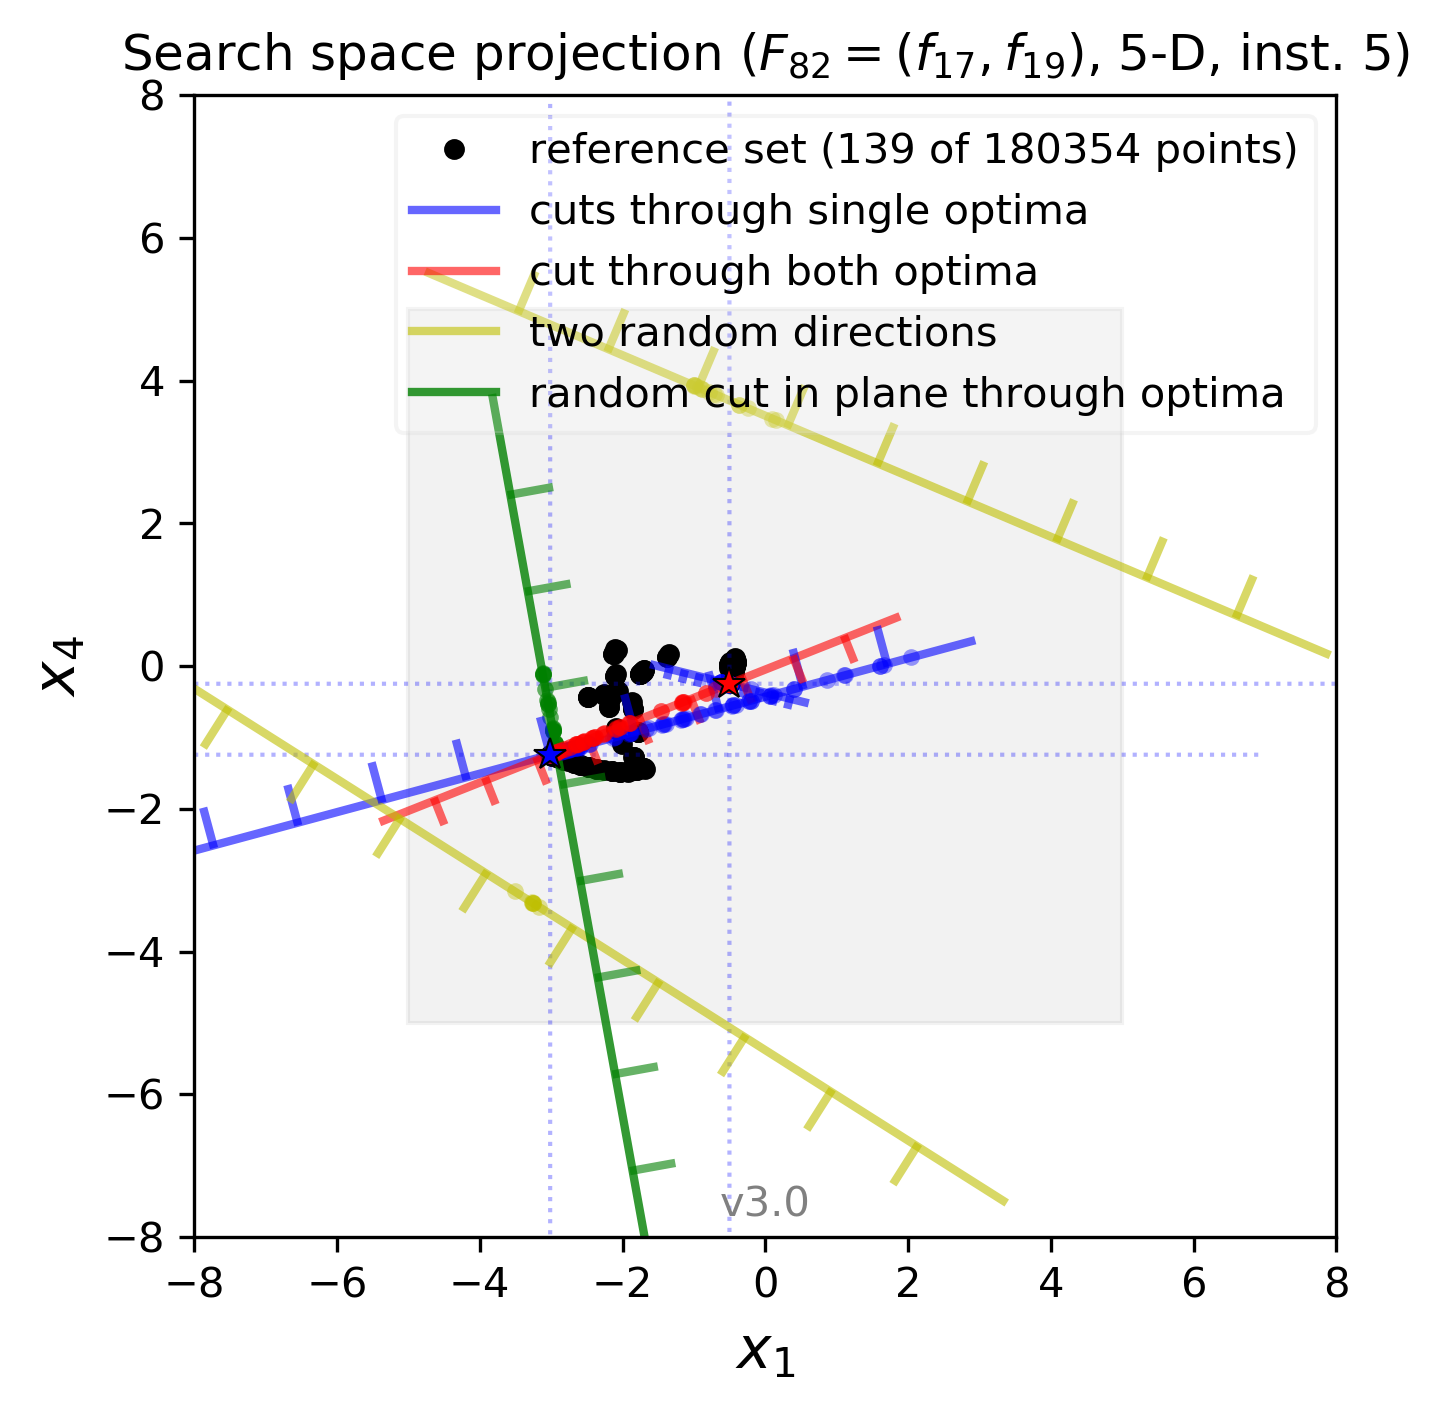 Search space projection (F₈₂ = (f₁₇, f₁₉), 5-D, inst. 5)
8
reference set (139 of 180354 points)
cuts through single optima
6
cut through both optima
two random directions
4
random cut in plane through optima
2
0
−2
−4
−6
−8
x₄
v3.0
−8 −6 −4 −2 0 2 4 6 8
x₁